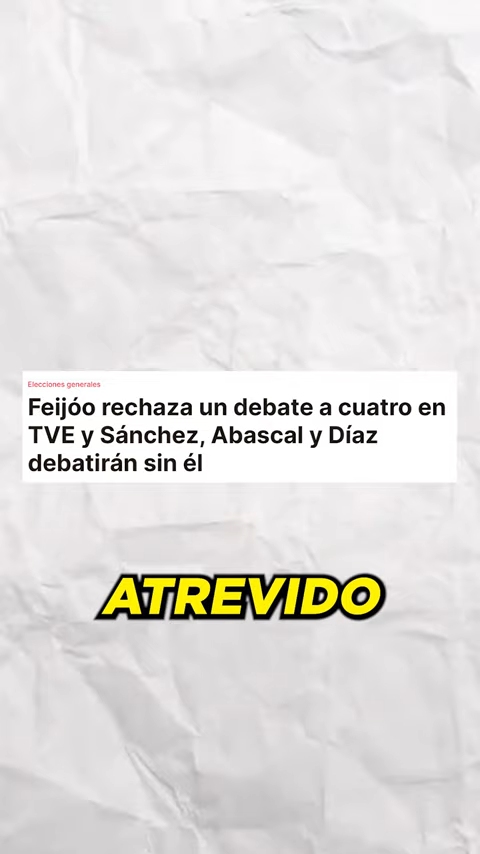 Elecciones generales
Feijóo rechaza un debate a cuatro en
TVE y Sánchez, Abascal y Díaz
debatirán sin él
ATREVIDO